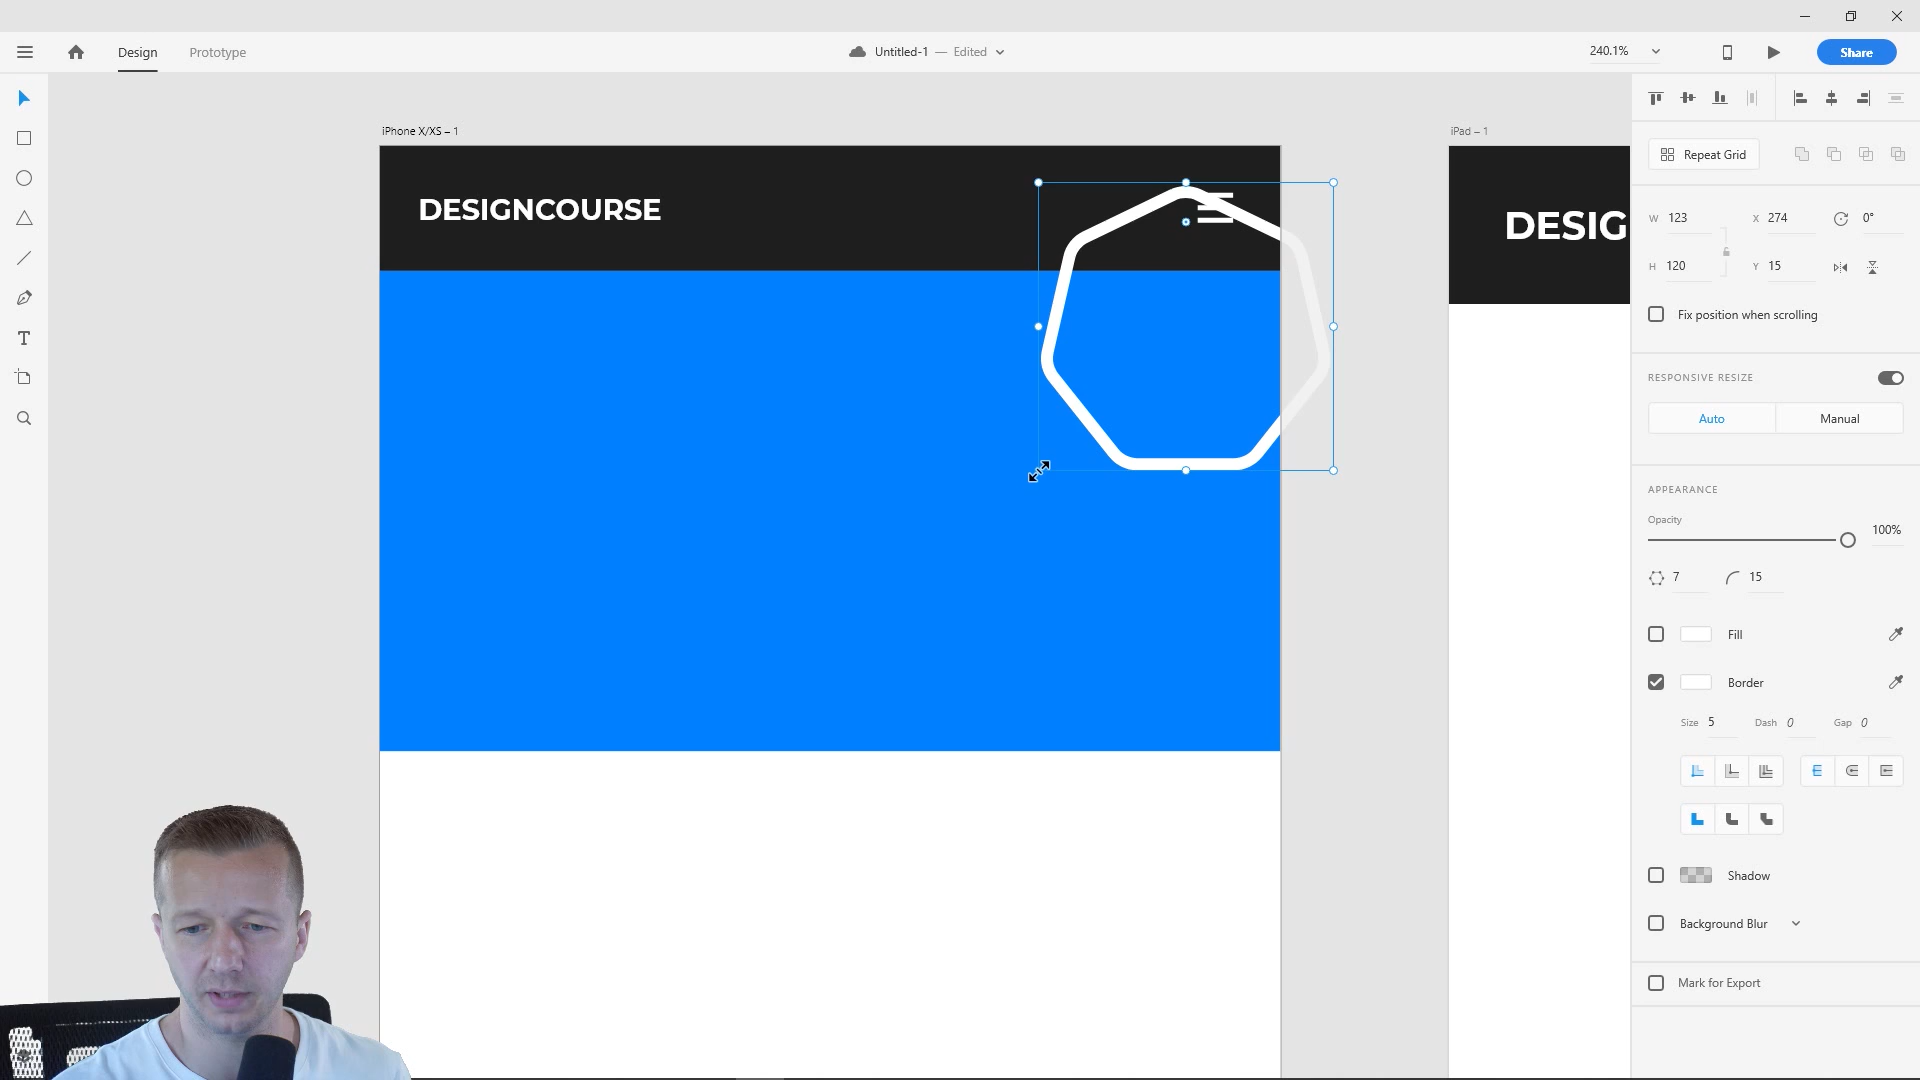 Design
Prototype
Untitled-1 — Edited
240.1%
Share
iPhone X/XS – 1
iPad – 1
DESIGNCOURSE
DESIG
Repeat Grid
W 123
X 274
0°
H 120
Y 15
Fix position when scrolling
RESPONSIVE RESIZE
Auto
Manual
APPEARANCE
Opacity
100%
7
15
Fill
Border
Size 5
Dash 0
Gap 0
Shadow
Background Blur
Mark for Export